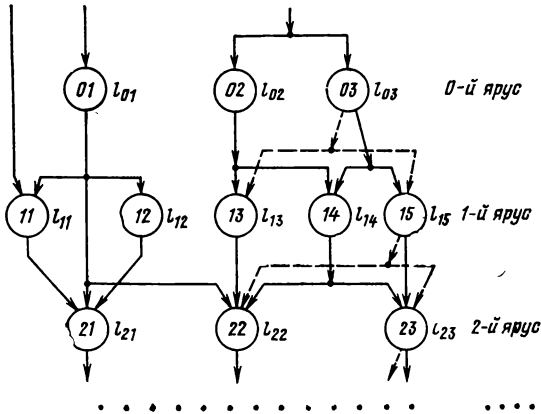 01 l01 02 l02 03 l03 0-й ярус
11 l11 12 l12 13 l13 14 l14 15 l15 1-й ярус
21 l21 22 l22 23 l23 2-й ярус